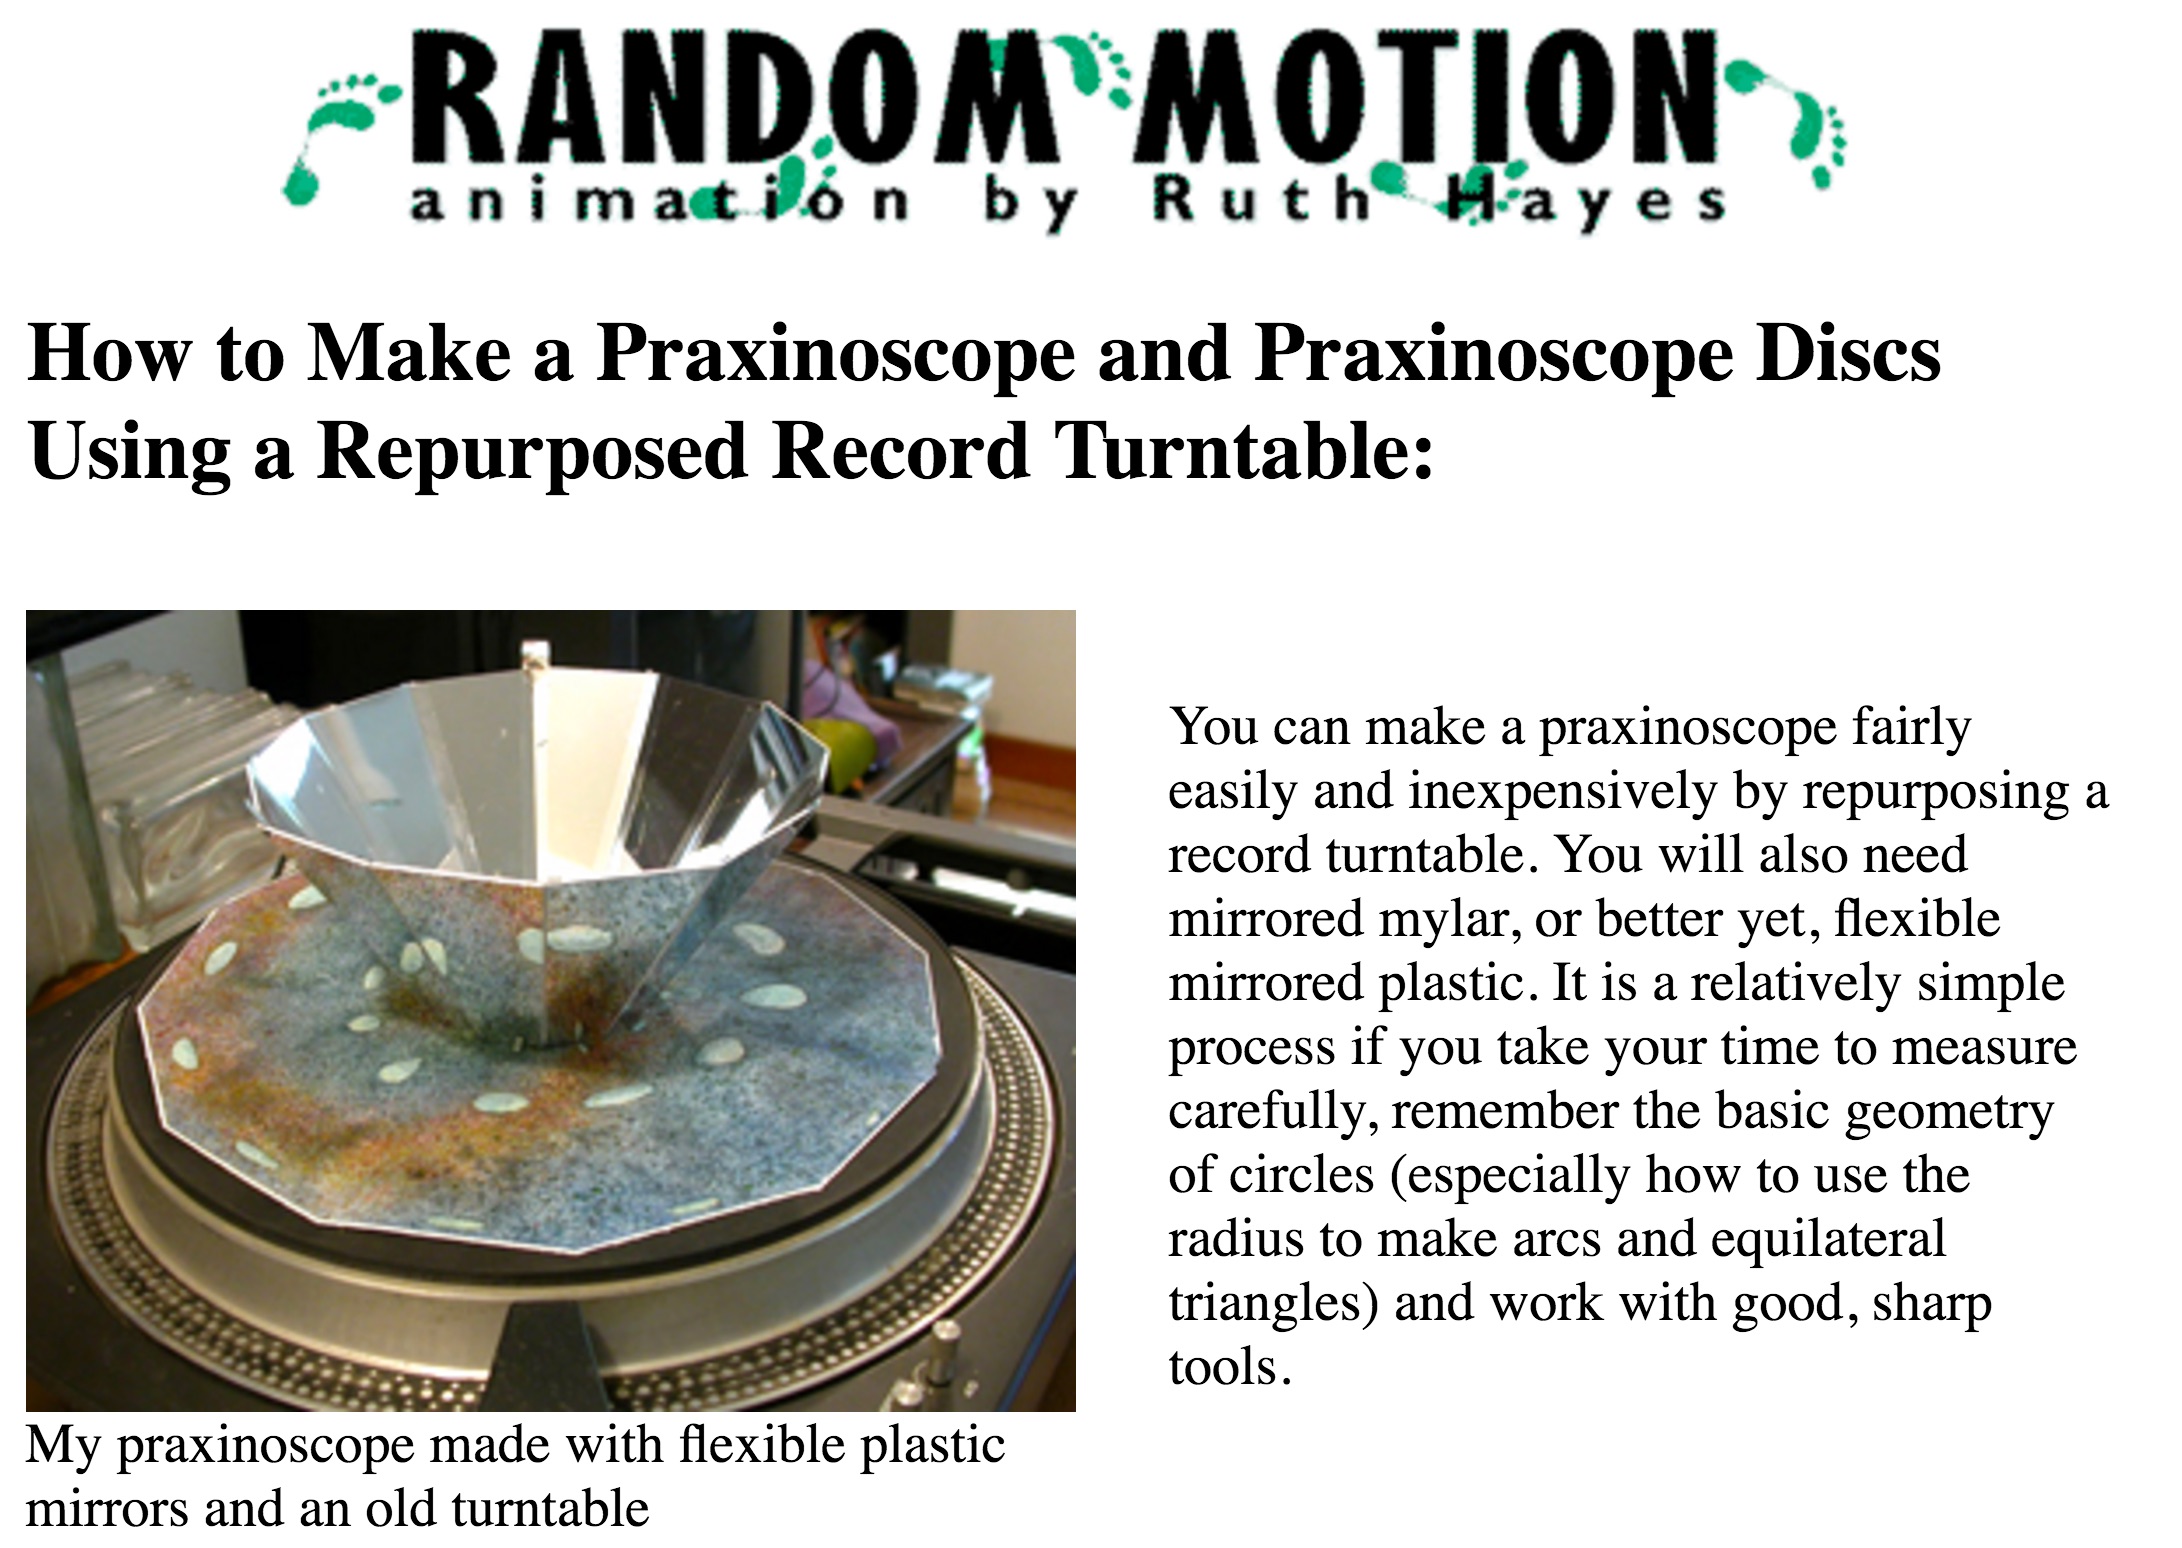 RANDOM MOTION
animation by Ruth Hayes
How to Make a Praxinoscope and Praxinoscope Discs
Using a Repurposed Record Turntable:
You can make a praxinoscope fairly
easily and inexpensively by repurposing a
record turntable. You will also need
mirrored mylar, or better yet, flexible
mirrored plastic. It is a relatively simple
process if you take your time to measure
carefully, remember the basic geometry
of circles (especially how to use the
radius to make arcs and equilateral
triangles) and work with good, sharp
tools.
My praxinoscope made with flexible plastic
mirrors and an old turntable